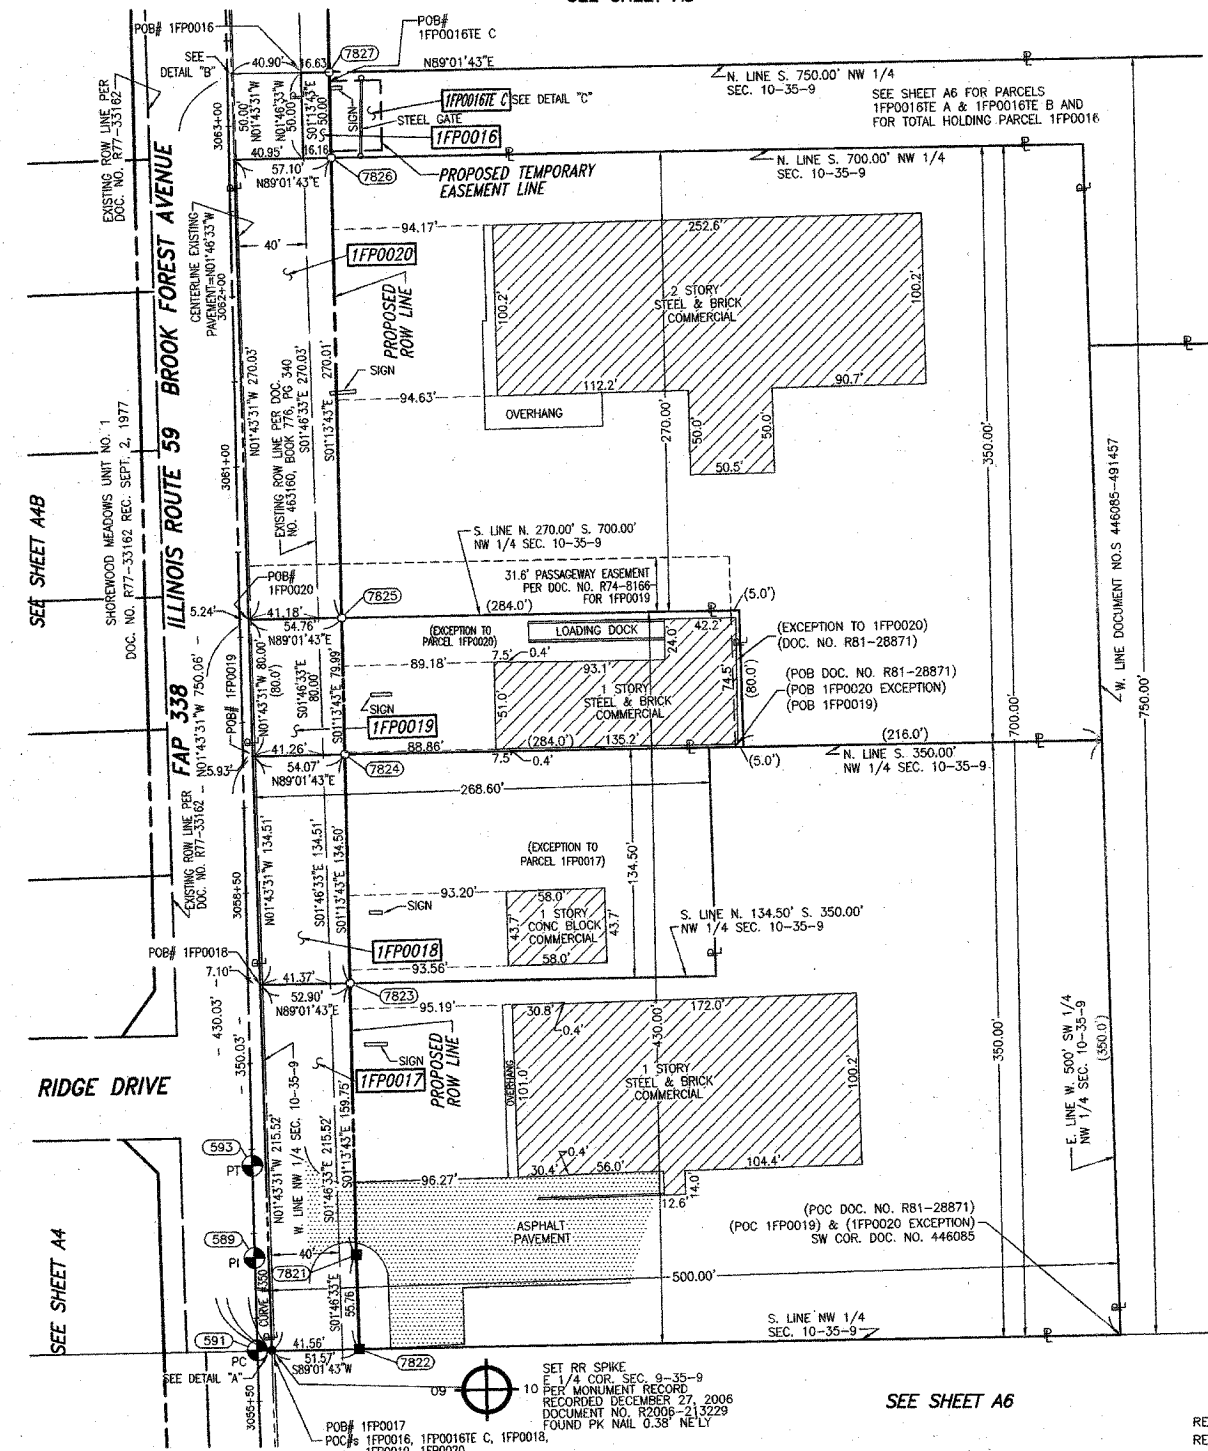 POB# 1FP0016
POB#
1FP0016TE C
SEE
DETAIL "B"
40.90'
16.63'
7827
N89°01'43"E
N. LINE S. 750.00' NW 1/4
SEC. 10-35-9
SEE SHEET A6 FOR PARCELS
1FP0016TE A & 1FP0016TE B AND
FOR TOTAL HOLDING PARCEL 1FP0016
EXISTING ROW LINE PER
DOC. NO. R77-33162
3063+00
50.00'
N01°43'31"W
N01°46'33"W
50.00'
S01°13'43"E
50.00'
SIGN
1FP0016TE C
SEE DETAIL "C"
STEEL GATE
1FP0016
40.95'
16.16'
57.10'
N89°01'43"E
7826
PROPOSED TEMPORARY
EASEMENT LINE
N. LINE S. 700.00' NW 1/4
SEC. 10-35-9
ILLINOIS ROUTE 59 BROOK FOREST AVENUE
FAP 338
CENTERLINE EXISTING
PAVEMENT=N01°46'33"W
3062+00
40'
94.17'
252.6'
1FP0020
PROPOSED
ROW LINE
100.2'
2 STORY
STEEL & BRICK
COMMERCIAL
100.2'
SIGN
94.63'
112.2'
90.7'
OVERHANG
270.00'
50.0'
50.0'
50.5'
350.00'
N01°43'31"W 270.03'
EXISTING ROW LINE PER DOC.
NO. 463160, BOOK 776, PG 340
S01°46'33"E 270.03'
S01°13'43"E 270.01'
3061+00
SHOREWOOD MEADOWS UNIT NO. 1
DOC. NO. R77-33162 REC. SEPT. 2, 1977
SEE SHEET A4B
W. LINE DOCUMENT NO.S 446085-491457
S. LINE N. 270.00' S. 700.00'
NW 1/4 SEC. 10-35-9
31.6' PASSAGEWAY EASEMENT
PER DOC. NO. R74-8166
FOR 1FP0019
POB#
1FP0020
7825
(284.0')
(5.0')
5.24'
41.18'
54.76'
N89°01'43"E
(EXCEPTION TO
PARCEL 1FP0020)
LOADING DOCK
24.0'
42.2'
(EXCEPTION TO 1FP0020)
(DOC. NO. R81-28871)
89.18'
7.5'
0.4'
93.1'
74.5'
(80.0')
(POB DOC. NO. R81-28871)
(POB 1FP0020 EXCEPTION)
(POB 1FP0019)
N01°43'31"W 750.06'
POB# 1FP0019
N01°43'31"W 80.00'
(80.0')
S01°46'33"E
80.00'
S01°13'43"E 79.99'
SIGN
51.0'
1 STORY
STEEL & BRICK
COMMERCIAL
1FP0019
700.00'
750.00'
41.26'
88.86'
(284.0')
135.2'
(216.0')
25.93'
54.07'
N89°01'43"E
7824
7.5'
0.4'
(5.0')
N. LINE S. 350.00'
NW 1/4 SEC. 10-35-9
268.60'
EXISTING ROW LINE PER
DOC. NO. R77-33162
3058+50
N01°43'31"W 134.51'
S01°46'33"E 134.51'
S01°13'43"E 134.50'
(EXCEPTION TO
PARCEL 1FP0017)
134.50'
93.20'
58.0'
SIGN
43.7'
1 STORY
CONC BLOCK
COMMERCIAL
43.7'
58.0'
S. LINE N. 134.50' S. 350.00'
NW 1/4 SEC. 10-35-9
1FP0018
POB# 1FP0018
93.56'
7.10'
41.37'
52.90'
N89°01'43"E
7823
95.19'
30.8'
0.4'
172.0'
430.03'
350.03'
W. LINE NW 1/4 SEC. 10-35-9
SIGN
PROPOSED
ROW LINE
1FP0017
OVERHANG
101.0'
430.00'
1 STORY
STEEL & BRICK
COMMERCIAL
100.2'
350.00'
E. LINE W. 500' SW 1/4
NW 1/4 SEC. 10-35-9
(350.0')
RIDGE DRIVE
593
PT
N01°43'31"W 215.52'
S01°46'33"E 215.52'
S01°13'43"E 159.75'
0.4'
30.4'
56.0'
104.4'
96.27'
12.6'
14.0'
ASPHALT
PAVEMENT
(POC DOC. NO. R81-28871)
(POC 1FP0019) & (1FP0020 EXCEPTION)
SW COR. DOC. NO. 446085
589
PI
40'
7821
500.00'
SEE SHEET A4
CURVE #350
S01°46'33"E
55.76'
S. LINE NW 1/4
SEC. 10-35-9
591
PC
41.56'
51.57'
S89°01'43"W
7822
SEE DETAIL "A"
3055+50
09
10
SET RR SPIKE
E 1/4 COR. SEC. 9-35-9
PER MONUMENT RECORD
RECORDED DECEMBER 27, 2006
DOCUMENT NO. R2006-213229
FOUND PK NAIL 0.38' NE'LY
SEE SHEET A6
POB# 1FP0017
POC#s 1FP0016, 1FP0016TE C, 1FP0018,
RE
RE